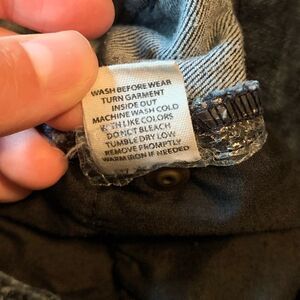 WASH BEFORE WEAR
TURN GARMENT
INSIDE OUT
MACHINE WASH COLD
WITH LIKE COLORS
DO NOT BLEACH
TUMBLE DRY LOW
REMOVE PROMPTLY
WARM IRON IF NEEDED